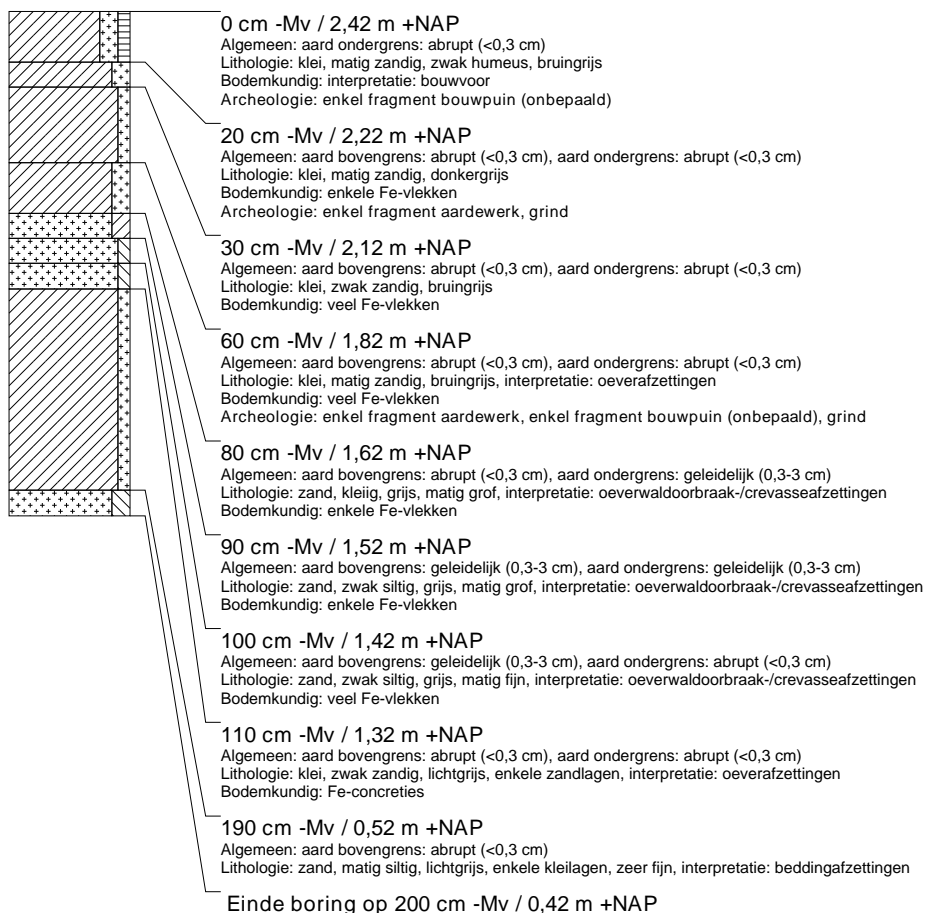 0 cm -Mv / 2,42 m +NAP
Algemeen: aard ondergrens: abrupt (<0,3 cm)
Lithologie: klei, matig zandig, zwak humeus, bruingrijs
Bodemkundig: interpretatie: bouwvoor
Archeologie: enkel fragment bouwpuin (onbepaald)
20 cm -Mv / 2,22 m +NAP
Algemeen: aard bovengrens: abrupt (<0,3 cm), aard ondergrens: abrupt (<0,3 cm)
Lithologie: klei, matig zandig, donkergrijs
Bodemkundig: enkele Fe-vlekken
Archeologie: enkel fragment aardewerk, grind
30 cm -Mv / 2,12 m +NAP
Algemeen: aard bovengrens: abrupt (<0,3 cm), aard ondergrens: abrupt (<0,3 cm)
Lithologie: klei, zwak zandig, bruingrijs
Bodemkundig: veel Fe-vlekken
60 cm -Mv / 1,82 m +NAP
Algemeen: aard bovengrens: abrupt (<0,3 cm), aard ondergrens: abrupt (<0,3 cm)
Lithologie: klei, matig zandig, bruingrijs, interpretatie: oeverafzettingen
Bodemkundig: veel Fe-vlekken
Archeologie: enkel fragment aardewerk, enkel fragment bouwpuin (onbepaald), grind
80 cm -Mv / 1,62 m +NAP
Algemeen: aard bovengrens: abrupt (<0,3 cm), aard ondergrens: geleidelijk (0,3-3 cm)
Lithologie: zand, kleiig, grijs, matig grof, interpretatie: oeverwaldoorbraak-/crevasseafzettingen
Bodemkundig: enkele Fe-vlekken
90 cm -Mv / 1,52 m +NAP
Algemeen: aard bovengrens: geleidelijk (0,3-3 cm), aard ondergrens: geleidelijk (0,3-3 cm)
Lithologie: zand, zwak siltig, grijs, matig grof, interpretatie: oeverwaldoorbraak-/crevasseafzettingen
Bodemkundig: enkele Fe-vlekken
100 cm -Mv / 1,42 m +NAP
Algemeen: aard bovengrens: geleidelijk (0,3-3 cm), aard ondergrens: abrupt (<0,3 cm)
Lithologie: zand, zwak siltig, grijs, matig fijn, interpretatie: oeverwaldoorbraak-/crevasseafzettingen
Bodemkundig: veel Fe-vlekken
110 cm -Mv / 1,32 m +NAP
Algemeen: aard bovengrens: abrupt (<0,3 cm), aard ondergrens: abrupt (<0,3 cm)
Lithologie: klei, zwak zandig, lichtgrijs, enkele zandlagen, interpretatie: oeverafzettingen
Bodemkundig: Fe-concreties
190 cm -Mv / 0,52 m +NAP
Algemeen: aard bovengrens: abrupt (<0,3 cm)
Lithologie: zand, matig siltig, lichtgrijs, enkele kleilagen, zeer fijn, interpretatie: beddingafzettingen
Einde boring op 200 cm -Mv / 0,42 m +NAP